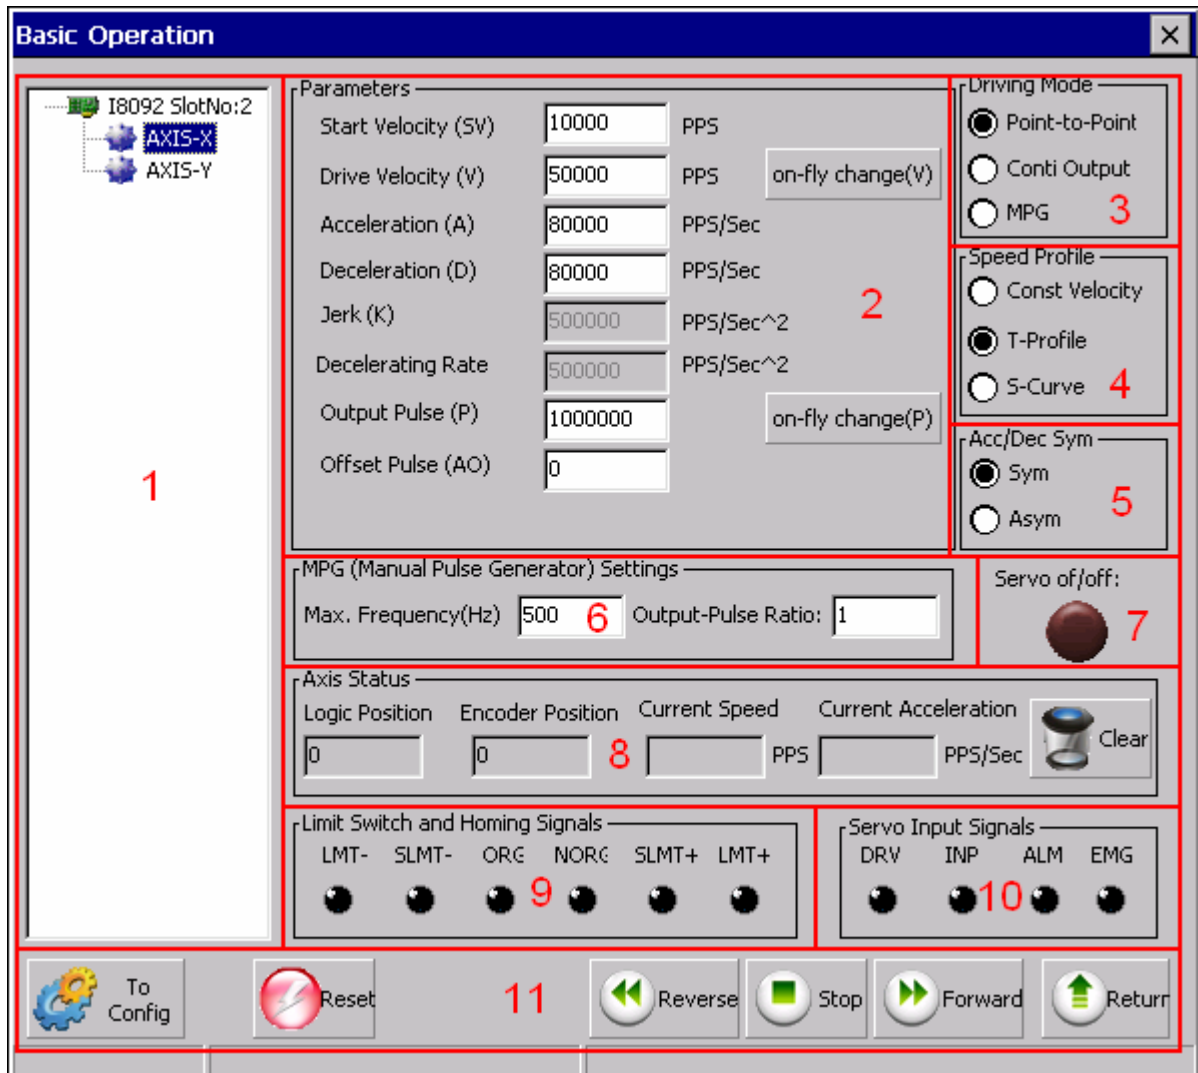 Basic Operation
I8092 SlotNo:2
AXIS-X
AXIS-Y
1
Parameters
Start Velocity (SV) 10000 PPS
Drive Velocity (V) 50000 PPS on-fly change(V)
Acceleration (A) 80000 PPS/Sec
Deceleration (D) 80000 PPS/Sec
Jerk (K) 500000 PPS/Sec^2
Decelerating Rate 500000 PPS/Sec^2
Output Pulse (P) 1000000 on-fly change(P)
Offset Pulse (AO) 0
2
Driving Mode
Point-to-Point
Conti Output
MPG 3
Speed Profile
Const Velocity
T-Profile
S-Curve 4
Acc/Dec Sym
Sym
Asym 5
MPG (Manual Pulse Generator) Settings
Max. Frequency(Hz) 500 6 Output-Pulse Ratio: 1
Servo of/off:
7
Axis Status
Logic Position Encoder Position Current Speed Current Acceleration
0 0 8 PPS PPS/Sec Clear
Limit Switch and Homing Signals
LMT- SLMT- ORG NORG SLMT+ LMT+
9
Servo Input Signals
DRV INP ALM EMG
10
To
Config
Reset 11 Reverse Stop Forward Return